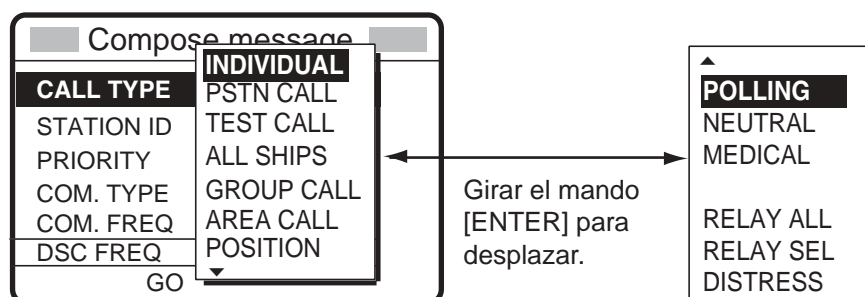 Compose message
CALL TYPE
STATION ID
PRIORITY
COM. TYPE
COM. FREQ
DSC FREQ
GO
INDIVIDUAL
PSTN CALL
TEST CALL
ALL SHIPS
GROUP CALL
AREA CALL
POSITION
Girar el mando
[ENTER] para
desplazar.
POLLING
NEUTRAL
MEDICAL
RELAY ALL
RELAY SEL
DISTRESS